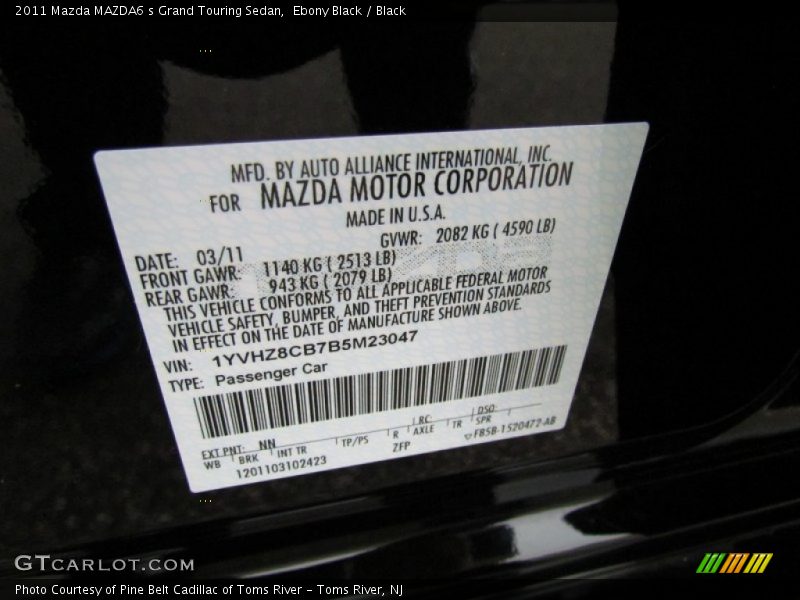 2011 Mazda MAZDA6 s Grand Touring Sedan, Ebony Black / Black
MFD. BY AUTO ALLIANCE INTERNATIONAL, INC.
FOR MAZDA MOTOR CORPORATION
MADE IN U.S.A.
DATE: 03/11 GVWR: 2082 KG ( 4590 LB)
FRONT GAWR: 1140 KG ( 2513 LB)
REAR GAWR: 943 KG ( 2079 LB)
THIS VEHICLE CONFORMS TO ALL APPLICABLE FEDERAL MOTOR
VEHICLE SAFETY, BUMPER, AND THEFT PREVENTION STANDARDS
IN EFFECT ON THE DATE OF MANUFACTURE SHOWN ABOVE.
VIN: 1YVHZ8CB7B5M23047
TYPE: Passenger Car
EXT PNT: NN RC: DSO:
WB BRK INT TR TP/PS R AXLE TR SPR
1201103102423 ZFP FB5B-1520472-AB
GTCARLOT.COM
Photo Courtesy of Pine Belt Cadillac of Toms River – Toms River, NJ